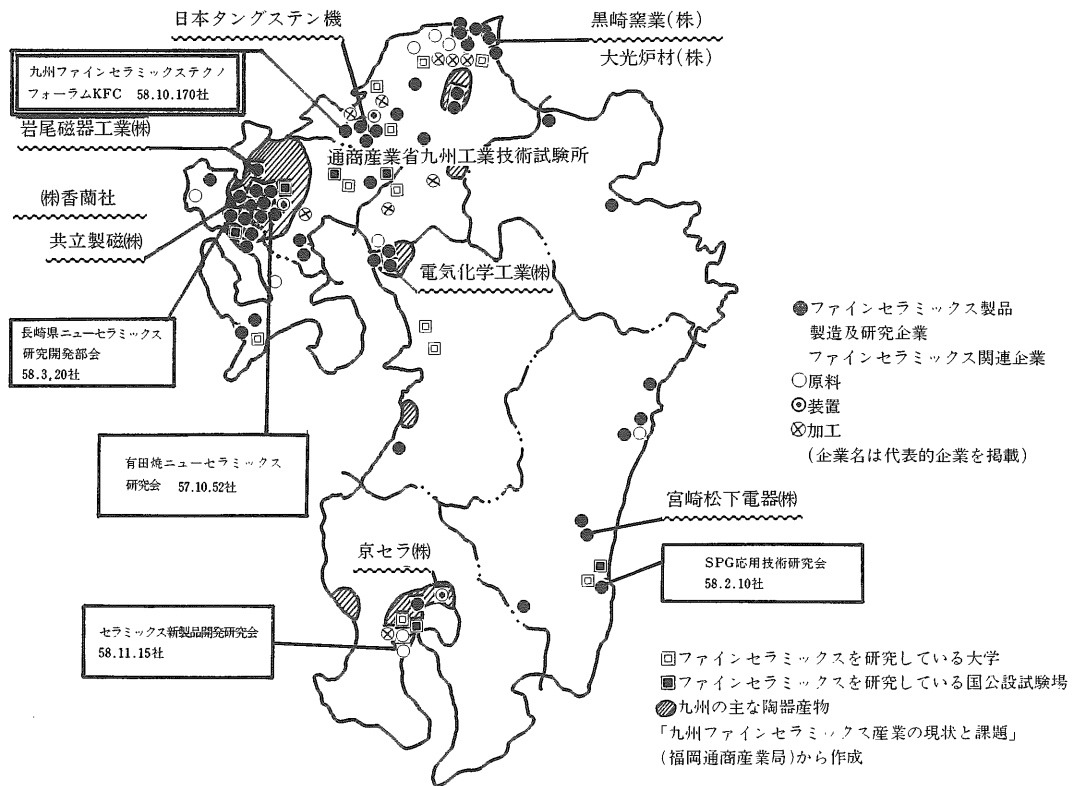 日本タングステン機
黒崎窯業(株)
大光炉材(株)
九州ファインセラミックステクノ
フォーラムKFC 58.10.170社
岩尾磁器工業㈱
通商産業省九州工業技術試験所
㈱香蘭社
共立製磁㈱
電気化学工業㈱
長崎県ニューセラミックス
研究開発部会
58.3,20社
●ファインセラミックス製品
製造及研究企業
ファインセラミックス関連企業
○原料
◉装置
⊗加工
(企業名は代表的企業を掲載)
有田焼ニューセラミックス
研究会 57.10.52社
宮崎松下電器㈱
京セラ㈱
SPG応用技術研究会
58.2.10社
セラミックス新製品開発研究会
58.11.15社
回ファインセラミックスを研究している大学
■ファインセラミックスを研究している国公設試験場
九州の主な陶器産物
「九州ファインセラミックス産業の現状と課題」
(福岡通商産業局)から作成